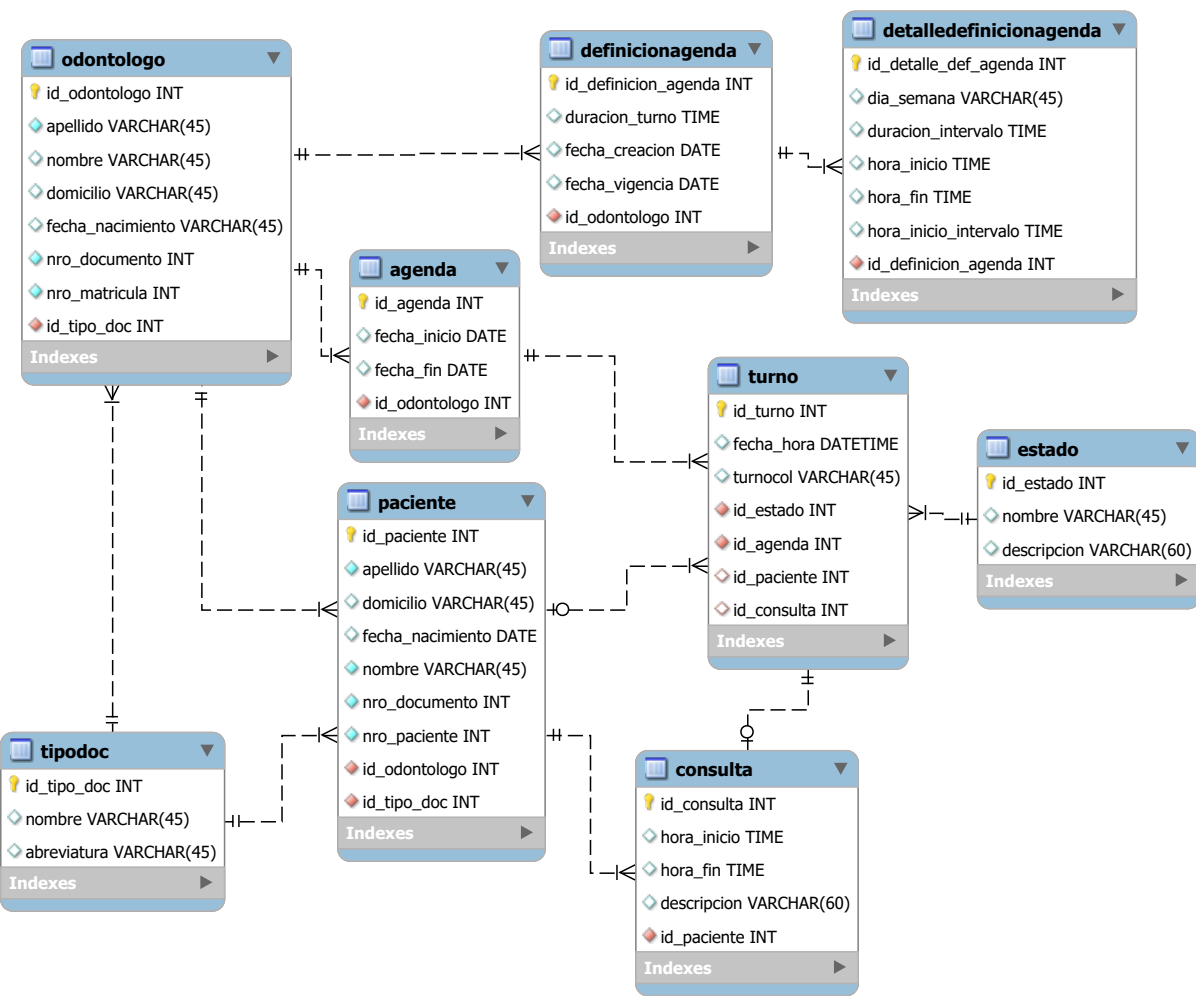 odontologo
id_odontologo INT
apellido VARCHAR(45)
nombre VARCHAR(45)
domicilio VARCHAR(45)
fecha_nacimiento VARCHAR(45)
nro_documento INT
nro_matricula INT
id_tipo_doc INT
Indexes
definicionagenda
id_definicion_agenda INT
duracion_turno TIME
fecha_creacion DATE
fecha_vigencia DATE
id_odontologo INT
Indexes
detalledefinicionagenda
id_detalle_def_agenda INT
dia_semana VARCHAR(45)
duracion_intervalo TIME
hora_inicio TIME
hora_fin TIME
hora_inicio_intervalo TIME
id_definicion_agenda INT
Indexes
agenda
id_agenda INT
fecha_inicio DATE
fecha_fin DATE
id_odontologo INT
Indexes
turno
id_turno INT
fecha_hora DATETIME
turnocol VARCHAR(45)
id_estado INT
id_agenda INT
id_paciente INT
id_consulta INT
Indexes
estado
id_estado INT
nombre VARCHAR(45)
descripcion VARCHAR(60)
Indexes
paciente
id_paciente INT
apellido VARCHAR(45)
domicilio VARCHAR(45)
fecha_nacimiento DATE
nombre VARCHAR(45)
nro_documento INT
nro_paciente INT
id_odontologo INT
id_tipo_doc INT
Indexes
tipodoc
id_tipo_doc INT
nombre VARCHAR(45)
abreviatura VARCHAR(45)
Indexes
consulta
id_consulta INT
hora_inicio TIME
hora_fin TIME
descripcion VARCHAR(60)
id_paciente INT
Indexes